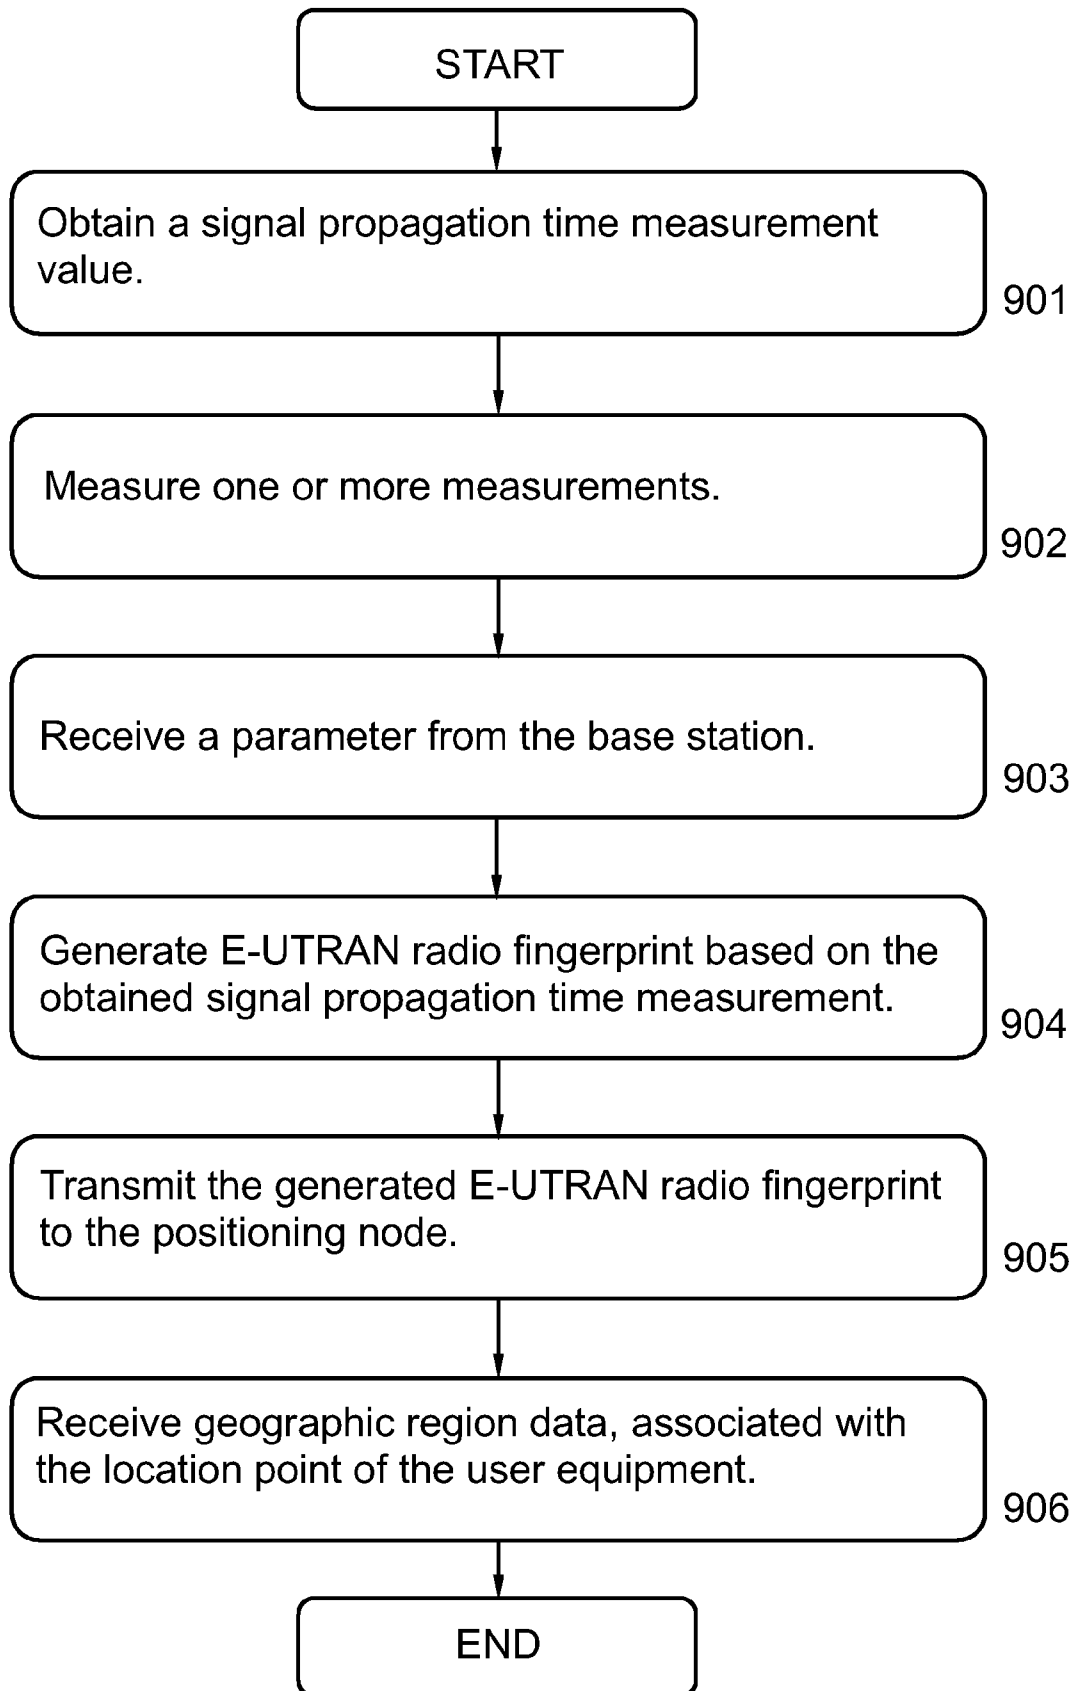 START
Obtain a signal propagation time measurement
value.
901
Measure one or more measurements.
902
Receive a parameter from the base station.
903
Generate E-UTRAN radio fingerprint based on the
obtained signal propagation time measurement.
904
Transmit the generated E-UTRAN radio fingerprint
to the positioning node.
905
Receive geographic region data, associated with
the location point of the user equipment.
906
END